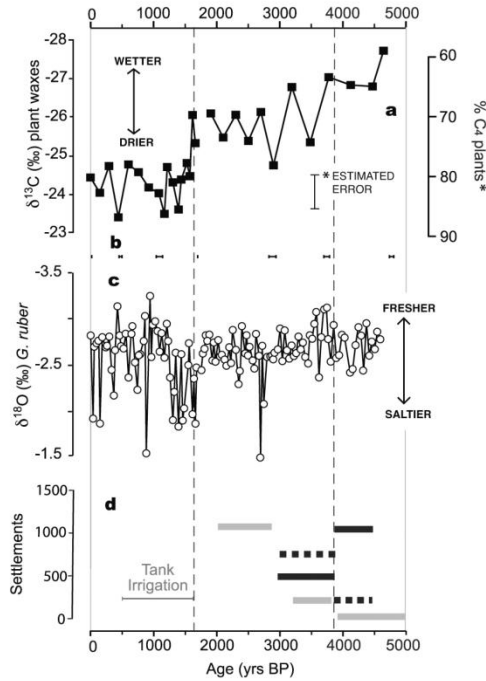 0 1000 2000 3000 4000 5000
-28
-27
-26
-25
-24
-23
δ¹³C (‰) plant waxes
WETTER
DRIER
a
* ESTIMATED
ERROR
60
70
80
90
% C₄ plants *
b
c
-3.5
-2.5
-1.5
δ¹⁸O (‰) G. ruber
FRESHER
SALTIER
d
1500
1000
500
0
Settlements
Tank
Irrigation
0 1000 2000 3000 4000 5000
Age (yrs BP)